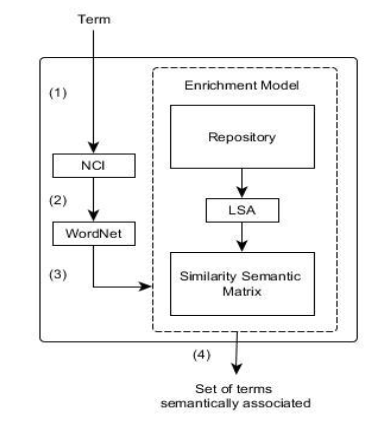 Term
(1)
Enrichment Model
Repository
NCI
(2)
LSA
WordNet
(3)
Similarity Semantic
Matrix
(4)
Set of terms
semantically associated